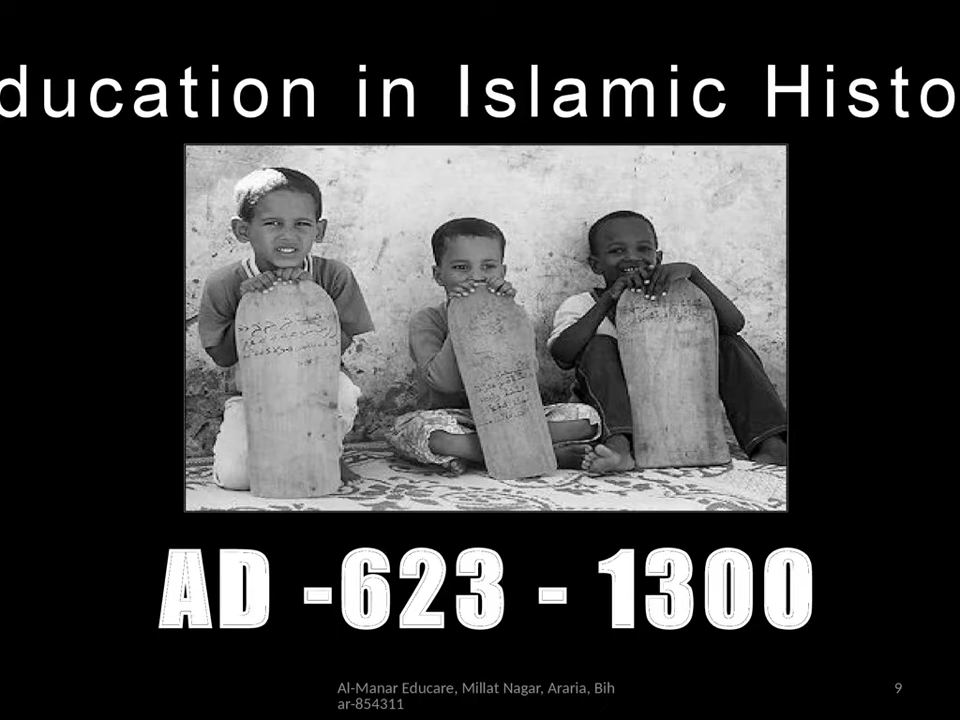 ducation in Islamic Histo
AD -623 - 1300
Al-Manar Educare, Millat Nagar, Araria, Bih
ar-854311
9